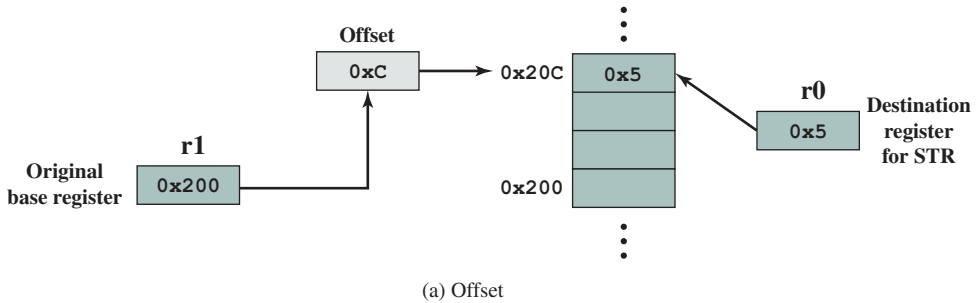 Offset
0xC
0x20C
0x5
r1
Original
base register
0x200
0x200
r0
0x5
Destination
register
for STR
(a) Offset